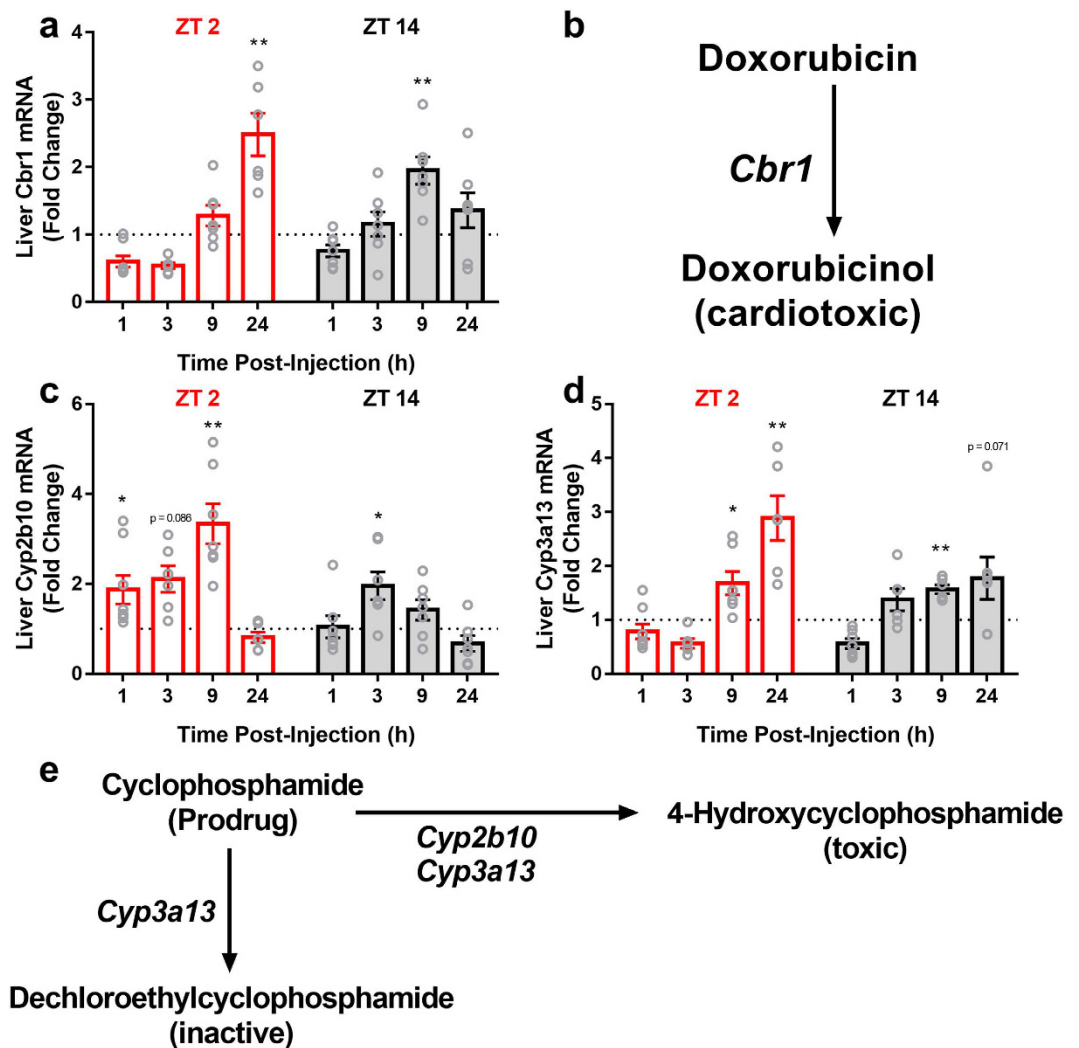 a
ZT 2
ZT 14
Liver Cbr1 mRNA
(Fold Change)
4
3
2
1
0
**
**
1 3 9 24 1 3 9 24
Time Post-Injection (h)
b
Doxorubicin
Cbr1
Doxorubicinol
(cardiotoxic)
c
ZT 2
ZT 14
Liver Cyp2b10 mRNA
(Fold Change)
6
4
2
0
*
p = 0.086
**
*
1 3 9 24 1 3 9 24
Time Post-Injection (h)
d
ZT 2
ZT 14
Liver Cyp3a13 mRNA
(Fold Change)
5
4
3
2
1
0
*
**
**
p = 0.071
1 3 9 24 1 3 9 24
Time Post-Injection (h)
e
Cyclophosphamide
(Prodrug)
Cyp2b10
Cyp3a13
4-Hydroxycyclophosphamide
(toxic)
Cyp3a13
Dechloroethylcyclophosphamide
(inactive)